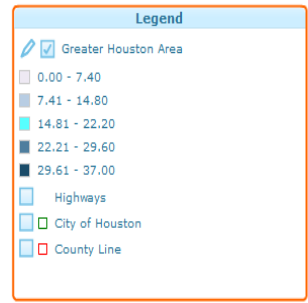 Legend
Greater Houston Area
0.00 - 7.40
7.41 - 14.80
14.81 - 22.20
22.21 - 29.60
29.61 - 37.00
Highways
City of Houston
County Line